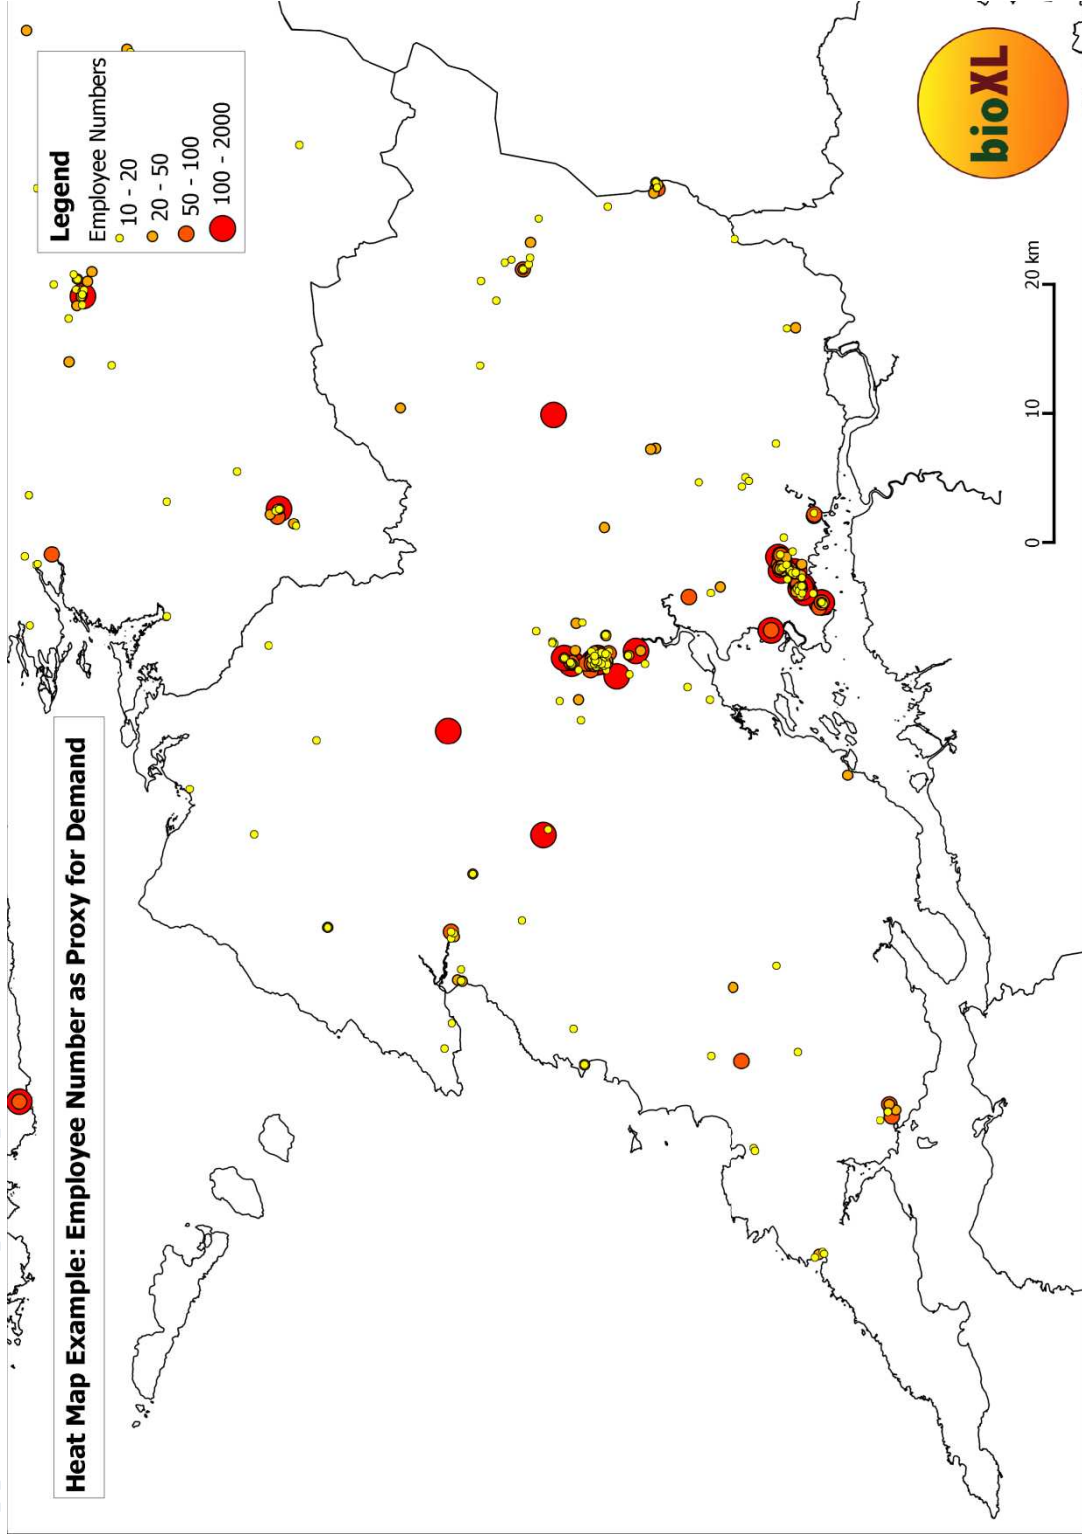 Heat Map Example: Employee Number as Proxy for Demand
Legend
Employee Numbers
10 - 20
20 - 50
50 - 100
100 - 2000
0 10 20 km
bioXL